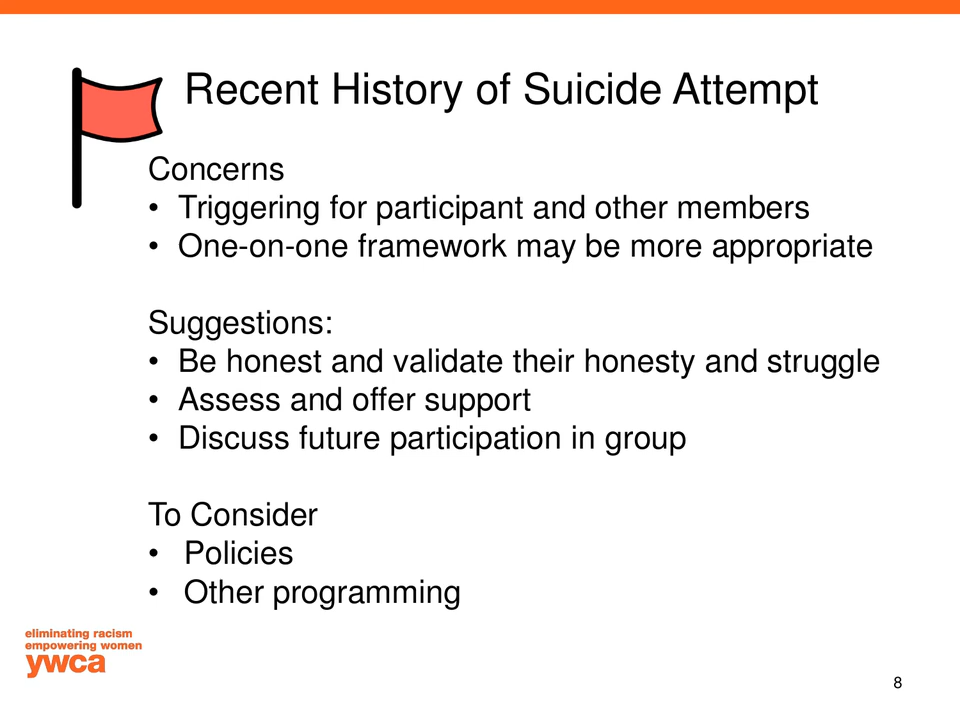 Recent History of Suicide Attempt
Concerns
• Triggering for participant and other members
• One-on-one framework may be more appropriate
Suggestions:
• Be honest and validate their honesty and struggle
• Assess and offer support
• Discuss future participation in group
To Consider
• Policies
• Other programming
eliminating racism
empowering women
ywca
8